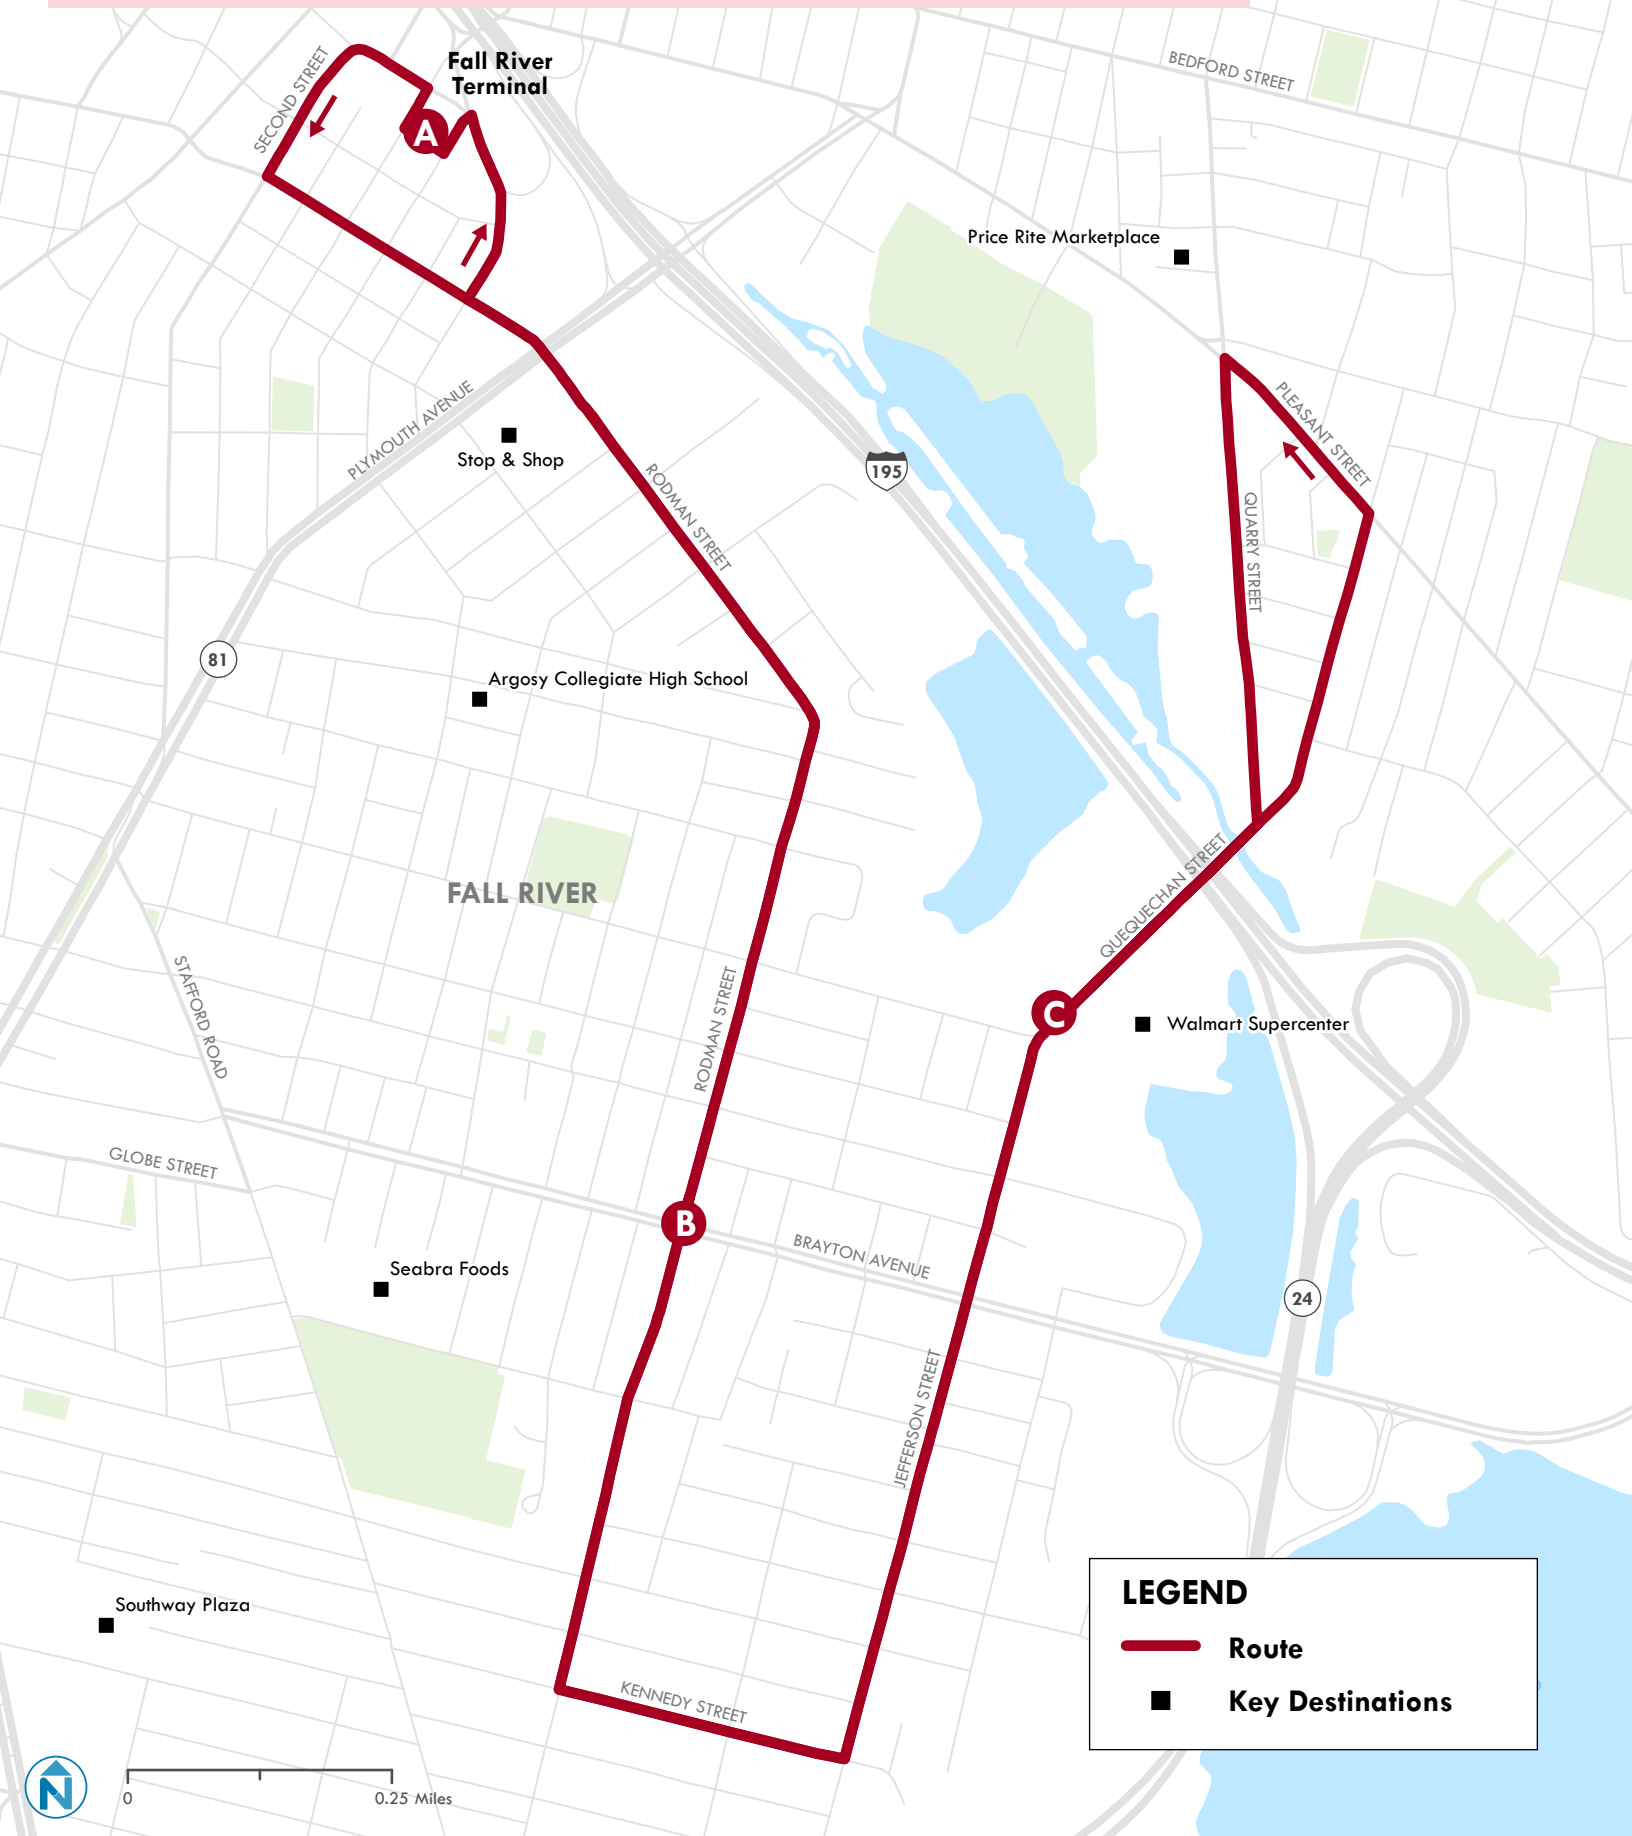 BEDFORD STREET
SECOND STREET
Fall River
Terminal
A
Price Rite Marketplace
PLYMOUTH AVENUE
Stop & Shop
195
RODMAN STREET
PLEASANT STREET
QUARRY STREET
81
Argosy Collegiate High School
FALL RIVER
QUEQUECHAN STREET
STAFFORD ROAD
RODMAN STREET
C
Walmart Supercenter
GLOBE STREET
B
BRAYTON AVENUE
Seabra Foods
24
JEFFERSON STREET
Southway Plaza
KENNEDY STREET
LEGEND
Route
Key Destinations
N
0
0.25 Miles